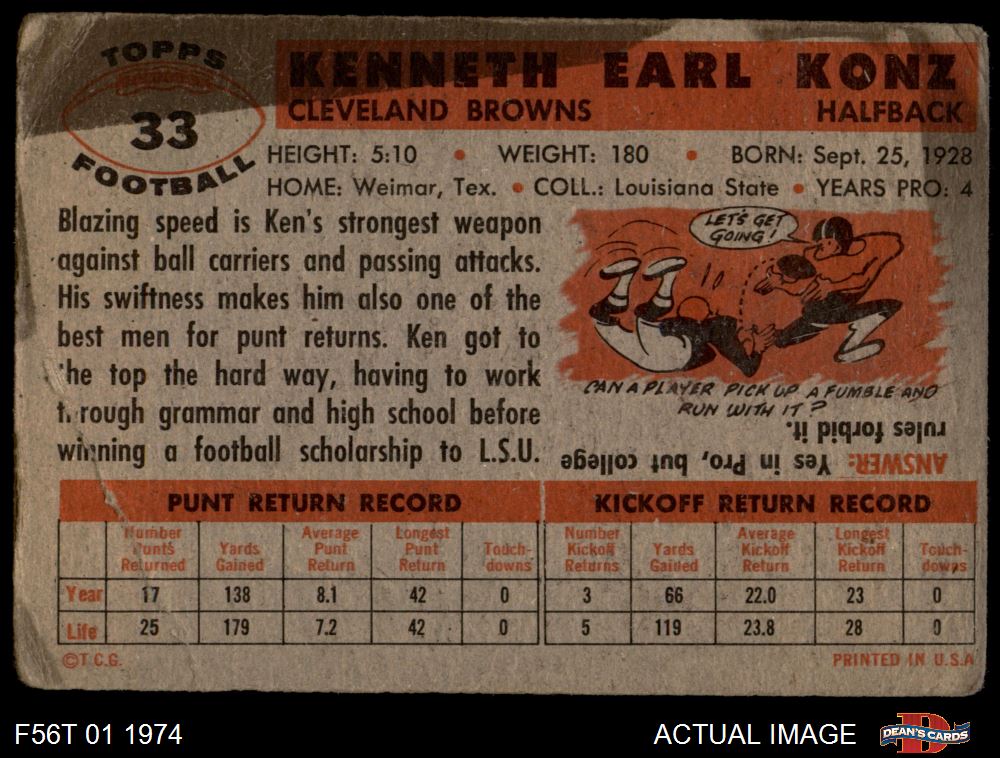 TOPPS
33
FOOTBALL
KENNETH EARL KONZ
CLEVELAND BROWNS HALFBACK
HEIGHT: 5:10 • WEIGHT: 180 • BORN: Sept. 25, 1928
HOME: Weimar, Tex. • COLL.: Louisiana State • YEARS PRO: 4
Blazing speed is Ken's strongest weapon
against ball carriers and passing attacks.
His swiftness makes him also one of the
best men for punt returns. Ken got to
'he top the hard way, having to work
through grammar and high school before
winning a football scholarship to L.S.U.
LET'S GET
GOING!
CAN A PLAYER PICK UP A FUMBLE AND
RUN WITH IT?
ANSWER: Yes in Pro, but college
rules forbid it.
PUNT RETURN RECORD
Number Punts Returned Yards Gained Average Punt Return Longest Punt Return Touch-downs
Year 17 138 8.1 42 0
Life 25 179 7.2 42 0
KICKOFF RETURN RECORD
Number Kickoff Returns Yards Gained Average Kickoff Return Longest Kickoff Return Touch-downs
3 66 22.0 23 0
5 119 23.8 28 0
©T.C.G. PRINTED IN U.S.A
F56T 01 1974 ACTUAL IMAGE DEAN'S CARDS